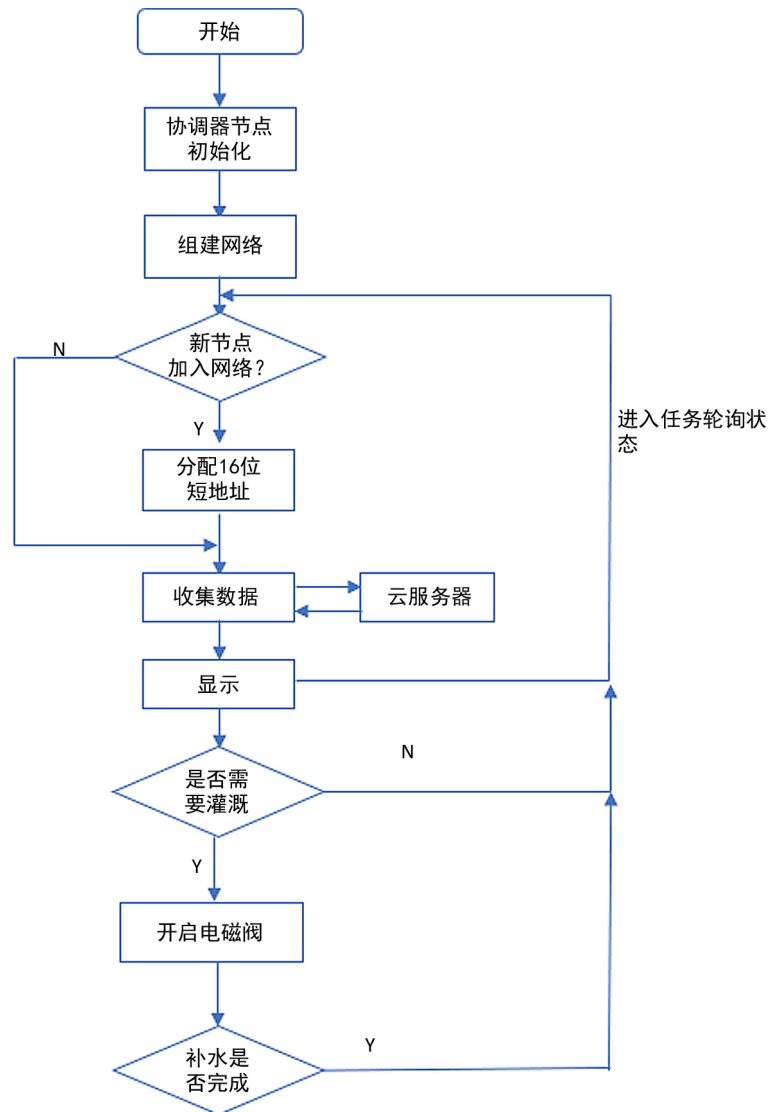 开始
协调器节点
初始化
组建网络
新节点
加入网络？
N
Y
进入任务轮询状
态
分配16位
短地址
收集数据
云服务器
显示
是否需
要灌溉
N
Y
开启电磁阀
补水是
否完成
Y